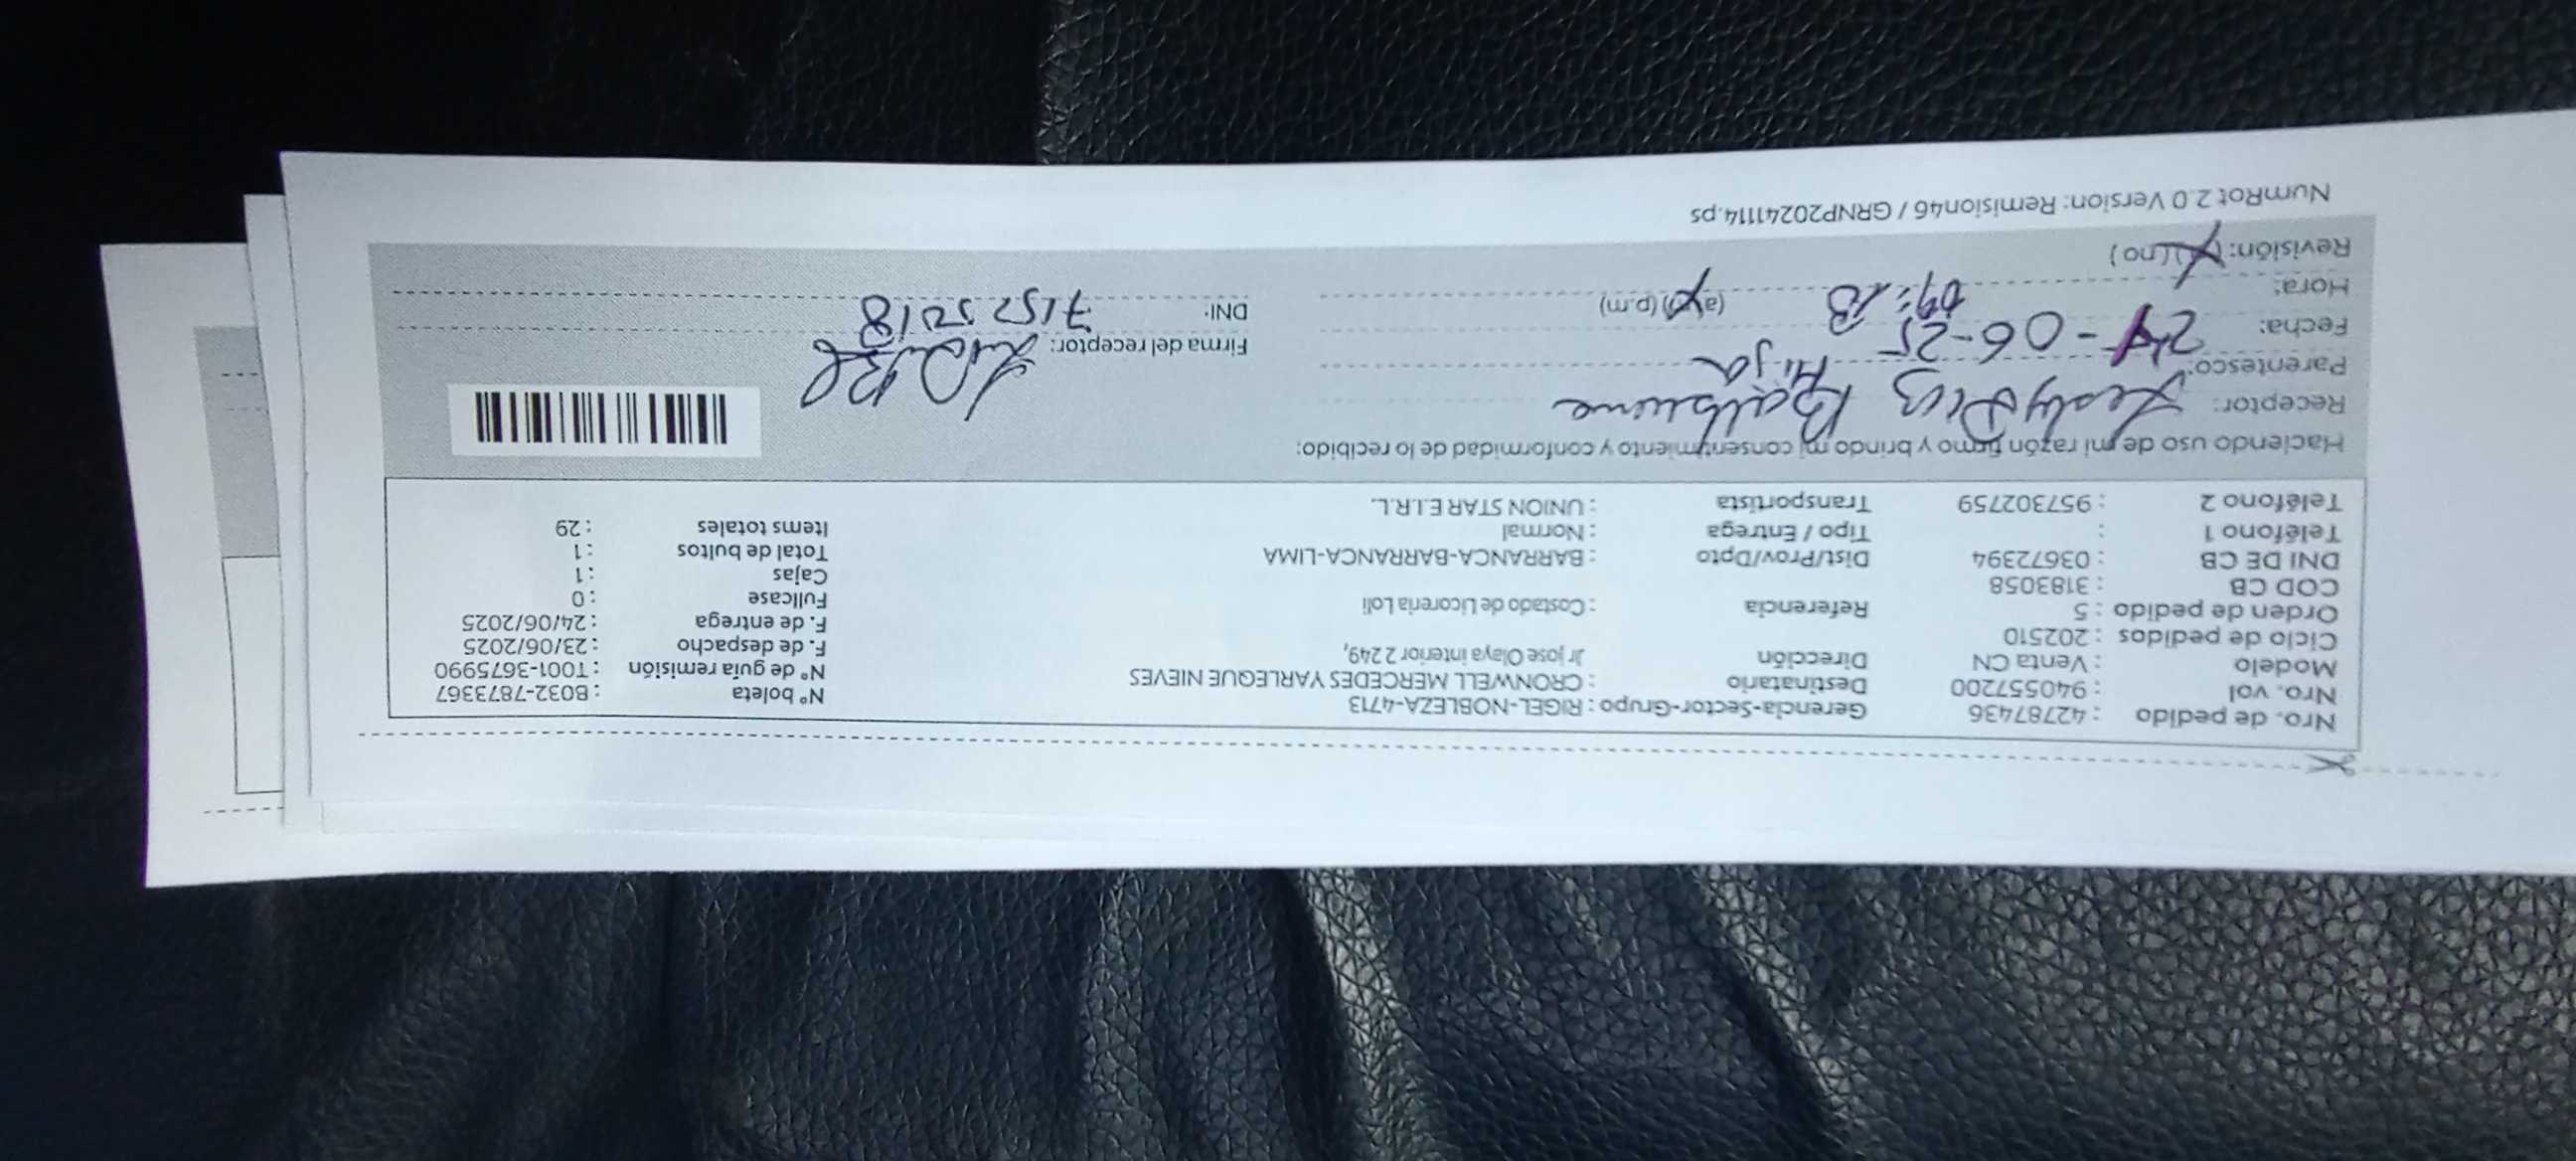 Nro. de pedido : 42787436 Gerencia-Sector-Grupo : RIGEL-NOBLEZA-4713 N° boleta : B032-7873367
Nro. vol : 940557200 Destinatario : CRONWELL MERCEDES YARLEQUE NIEVES N° de guía remisión : T001-3675990
Modelo : Venta CN Dirección Jr jose Olaya interior 2 249, F. de despacho : 23/06/2025
Ciclo de pedidos : 202510 F. de entrega : 24/06/2025
Orden de pedido : 5 Referencia : Costado de Licoreria Loli Fullcase : 0
COD CB : 3183058 Cajas : 1
DNI DE CB : 03672394 Dist/Prov/Dpto : BARRANCA-BARRANCA-LIMA Total de bultos : 1
Teléfono 1 : Tipo / Entrega : Normal Items totales : 29
Teléfono 2 : 957302759 Transportista : UNION STAR E.I.R.L.
Haciendo uso de mi razón firmo y brindo mi consentimiento y conformidad de lo recibido:
Receptor:
Parentesco: Hija Firma del receptor:
Fecha: 24-06-25 DNI:
Hora: (p.m)
Revisión: (no)
NumRot 2.0 Version: Remision46 / GRNP20241114.ps